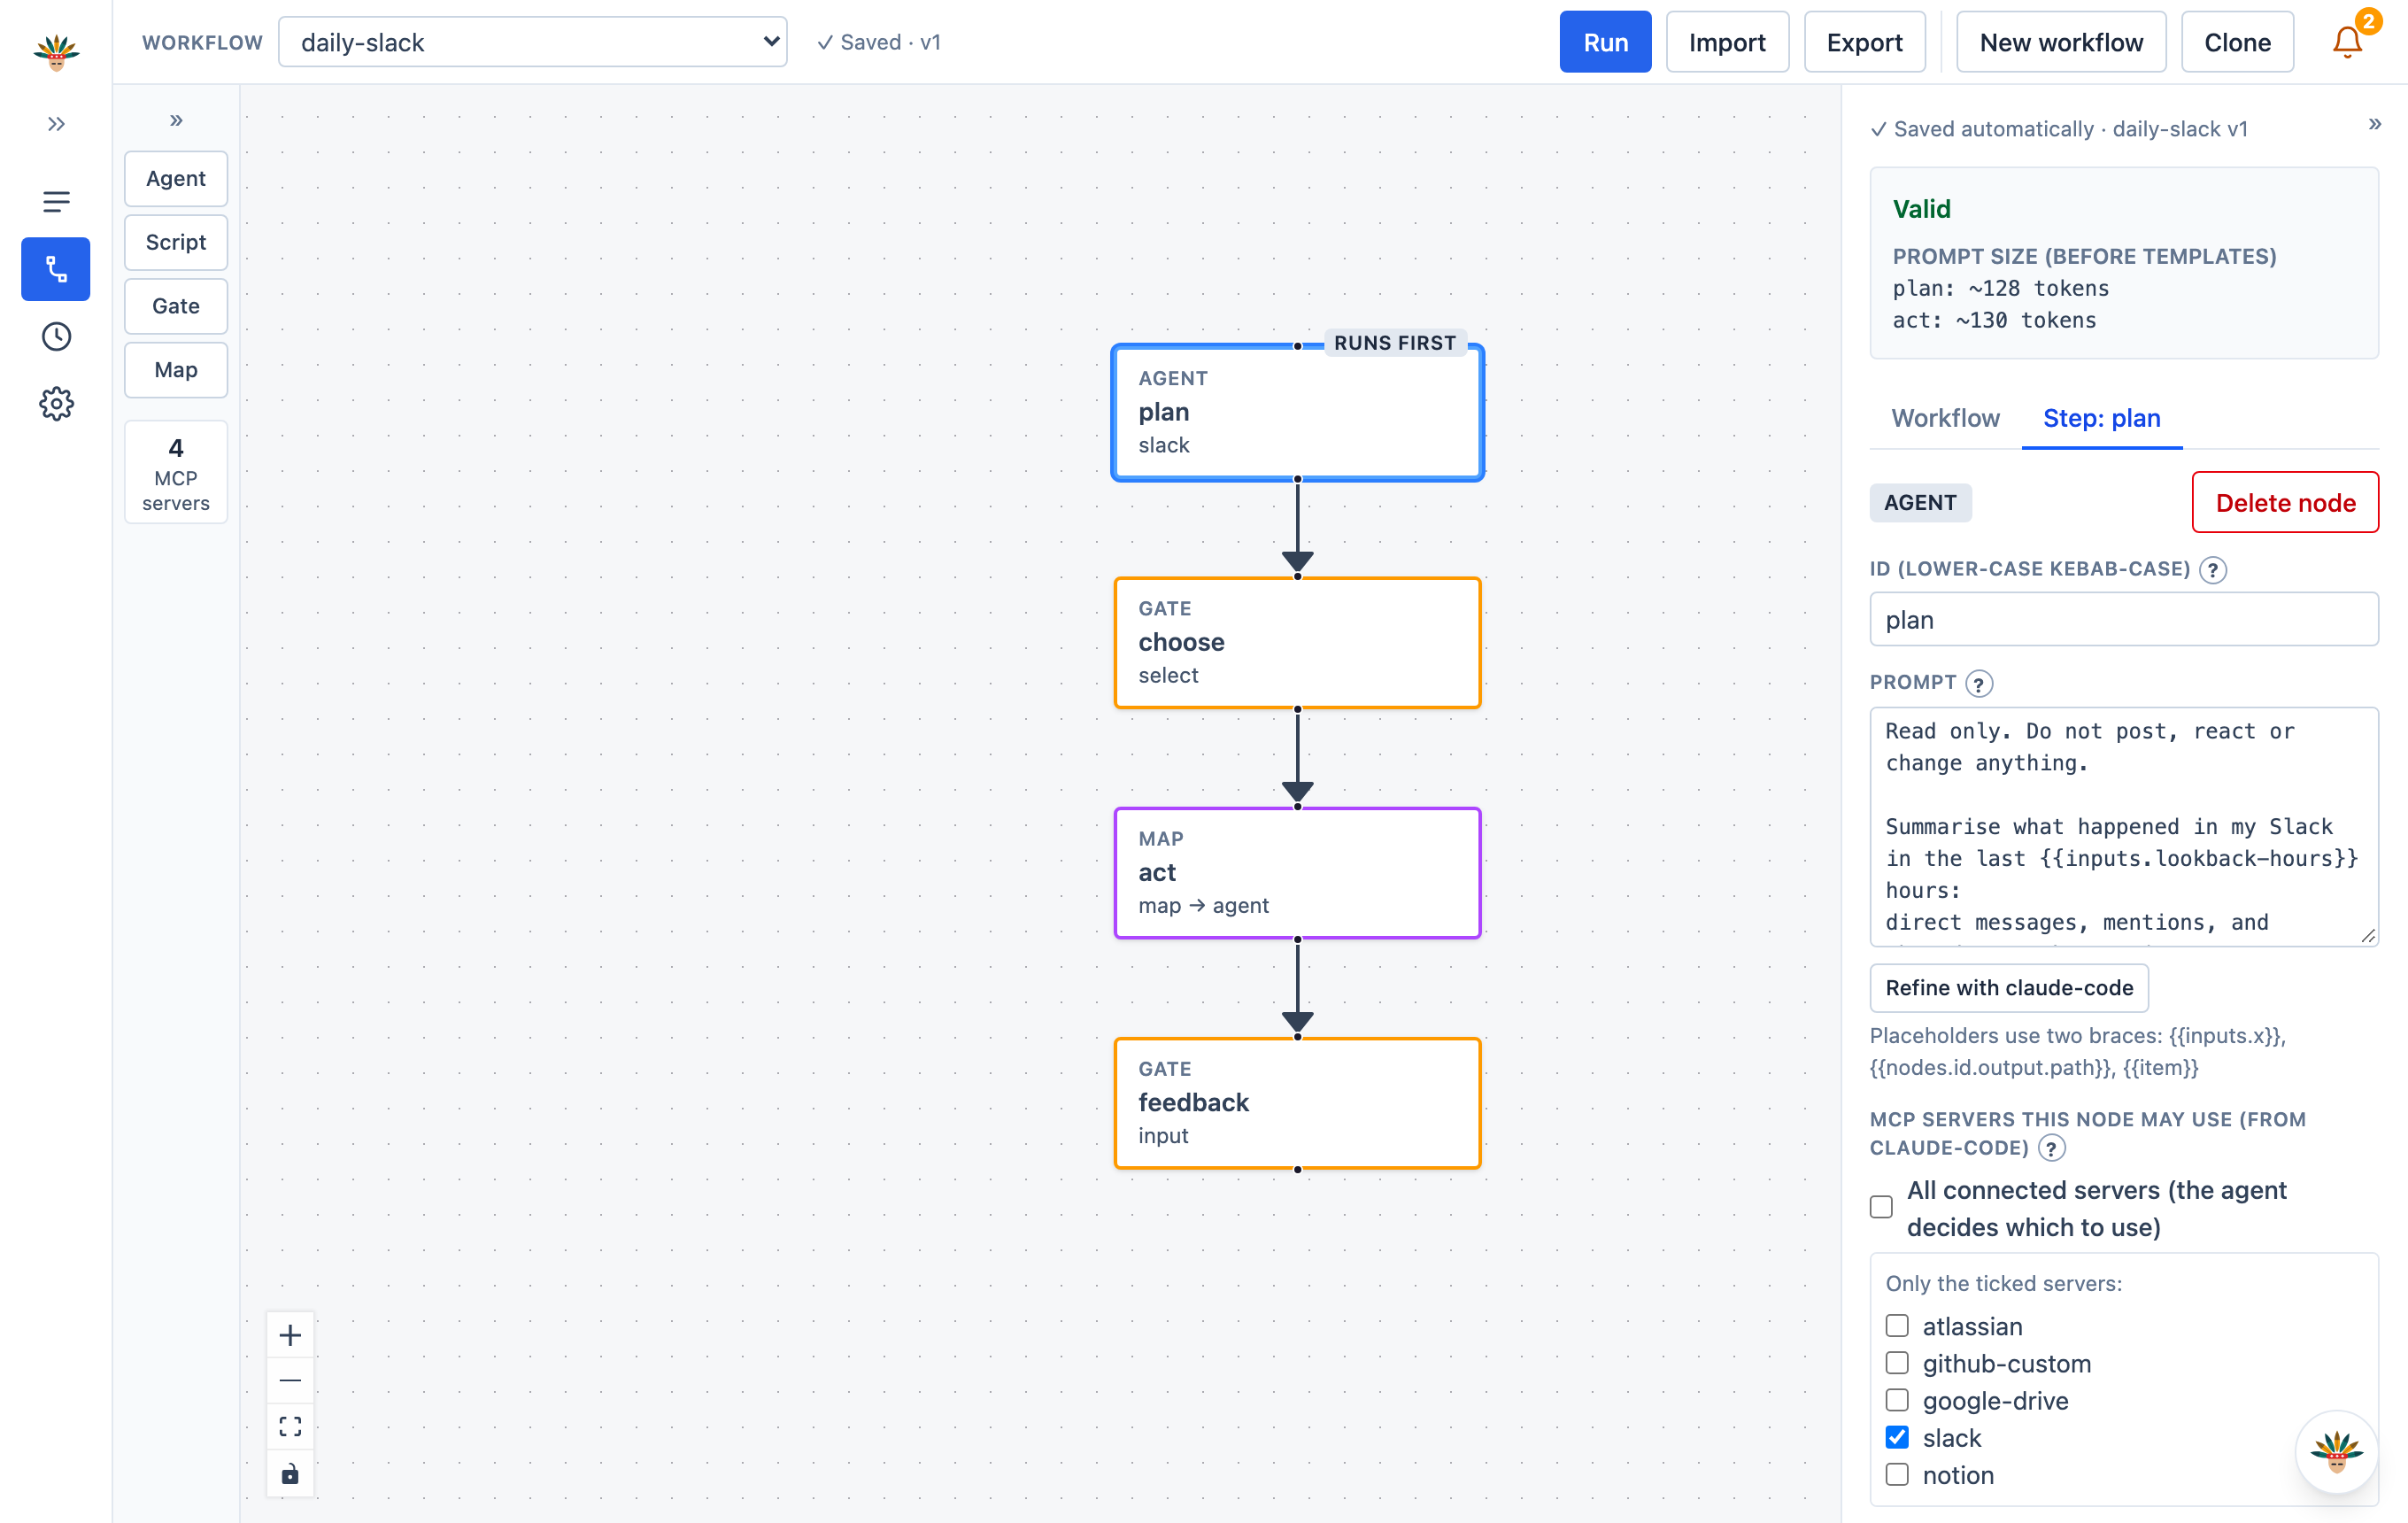 WORKFLOW
daily-slack
✓ Saved · v1
Run
Import
Export
New workflow
Clone
2
»
»
Agent
Script
Gate
Map
4
MCP
servers
RUNS FIRST
AGENT
plan
slack
GATE
choose
select
MAP
act
map → agent
GATE
feedback
input
✓ Saved automatically · daily-slack v1
»
Valid
PROMPT SIZE (BEFORE TEMPLATES)
plan: ~128 tokens
act: ~130 tokens
Workflow
Step: plan
AGENT
Delete node
ID (LOWER-CASE KEBAB-CASE) ?
plan
PROMPT ?
Read only. Do not post, react or
change anything.
Summarise what happened in my Slack
in the last {{inputs.lookback-hours}}
hours:
direct messages, mentions, and
Refine with claude-code
Placeholders use two braces: {{inputs.x}},
{{nodes.id.output.path}}, {{item}}
MCP SERVERS THIS NODE MAY USE (FROM
CLAUDE-CODE) ?
All connected servers (the agent
decides which to use)
Only the ticked servers:
atlassian
github-custom
google-drive
slack
notion